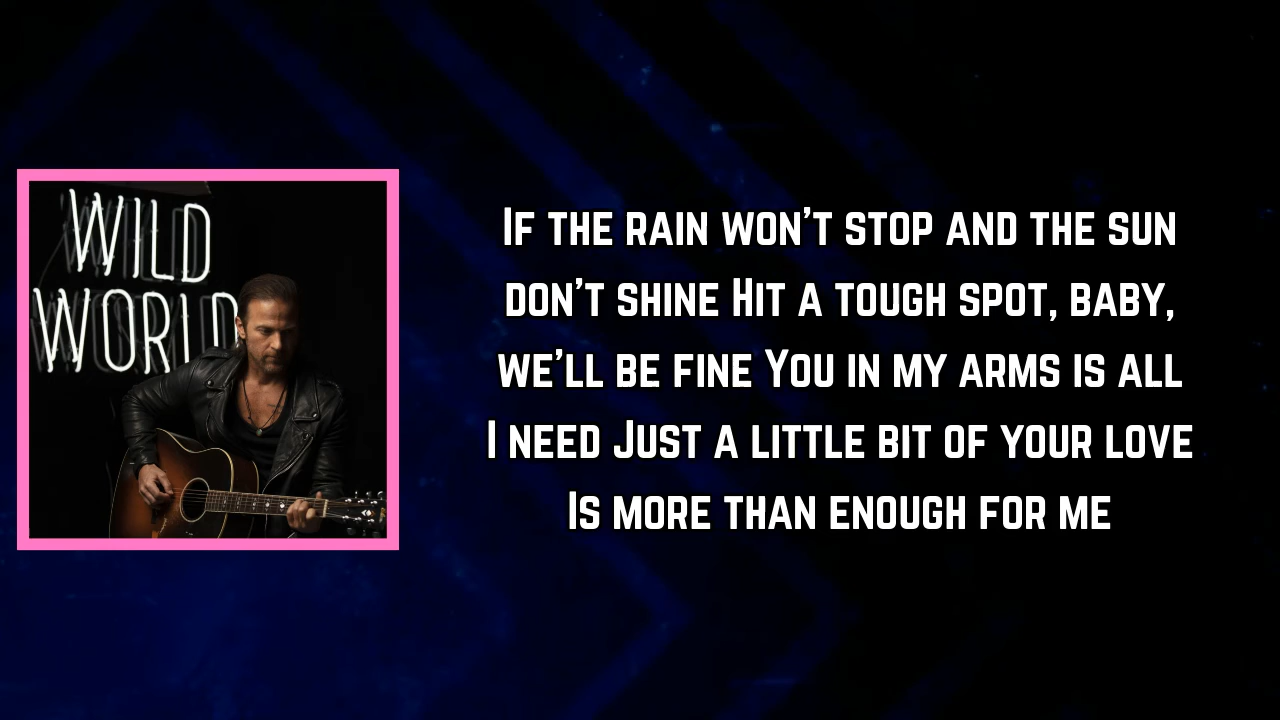 WILD
WORLD
IF THE RAIN WON'T STOP AND THE SUN
DON'T SHINE HIT A TOUGH SPOT, BABY,
WE'LL BE FINE YOU IN MY ARMS IS ALL
I NEED JUST A LITTLE BIT OF YOUR LOVE
IS MORE THAN ENOUGH FOR ME